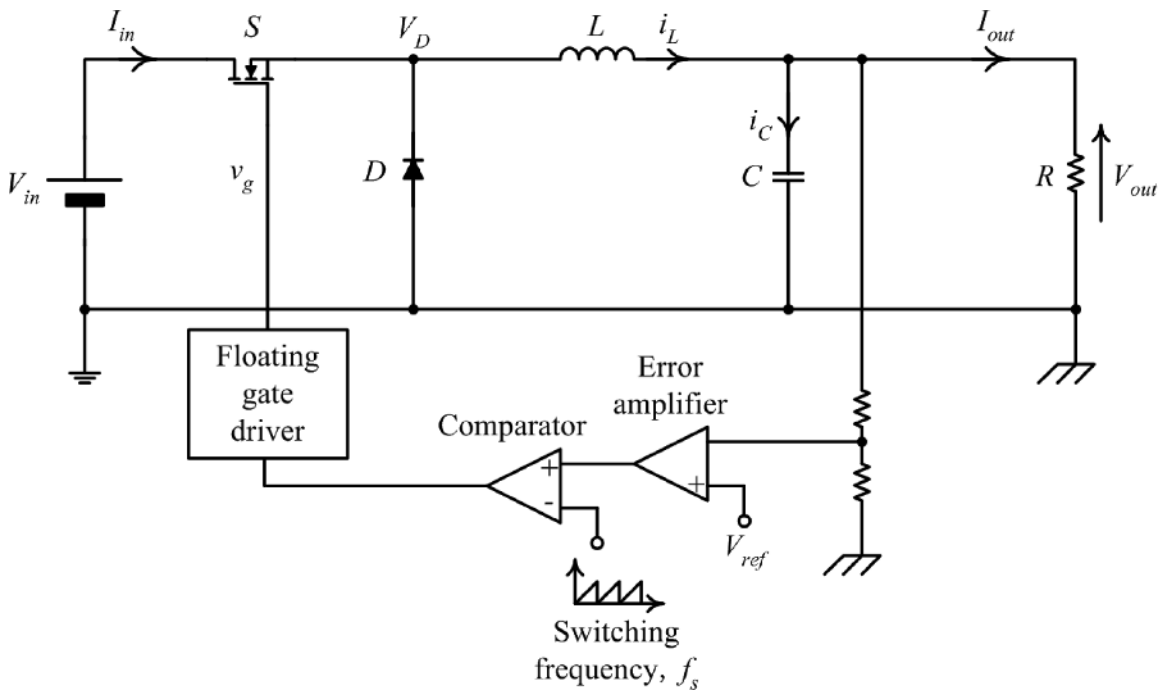 I_in
S
V_D
L
i_L
I_out
i_C
V_in
v_g
D
C
R
V_out
Floating
gate
driver
Comparator
Error
amplifier
+
-
+
V_ref
Switching
frequency, f_s